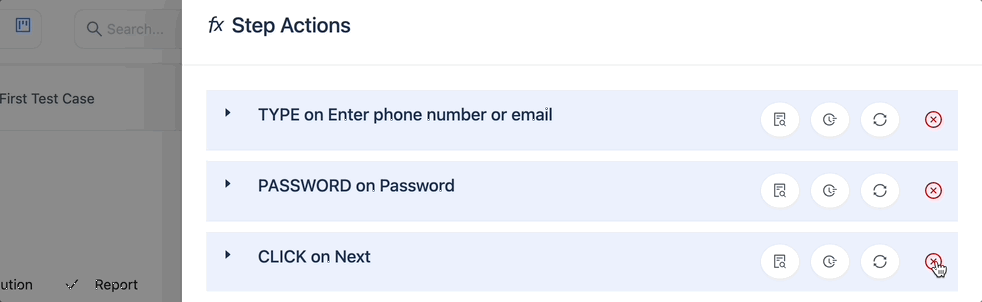 fx Step Actions
Search...
First Test Case
TYPE on Enter phone number or email
PASSWORD on Password
CLICK on Next
ution
Report